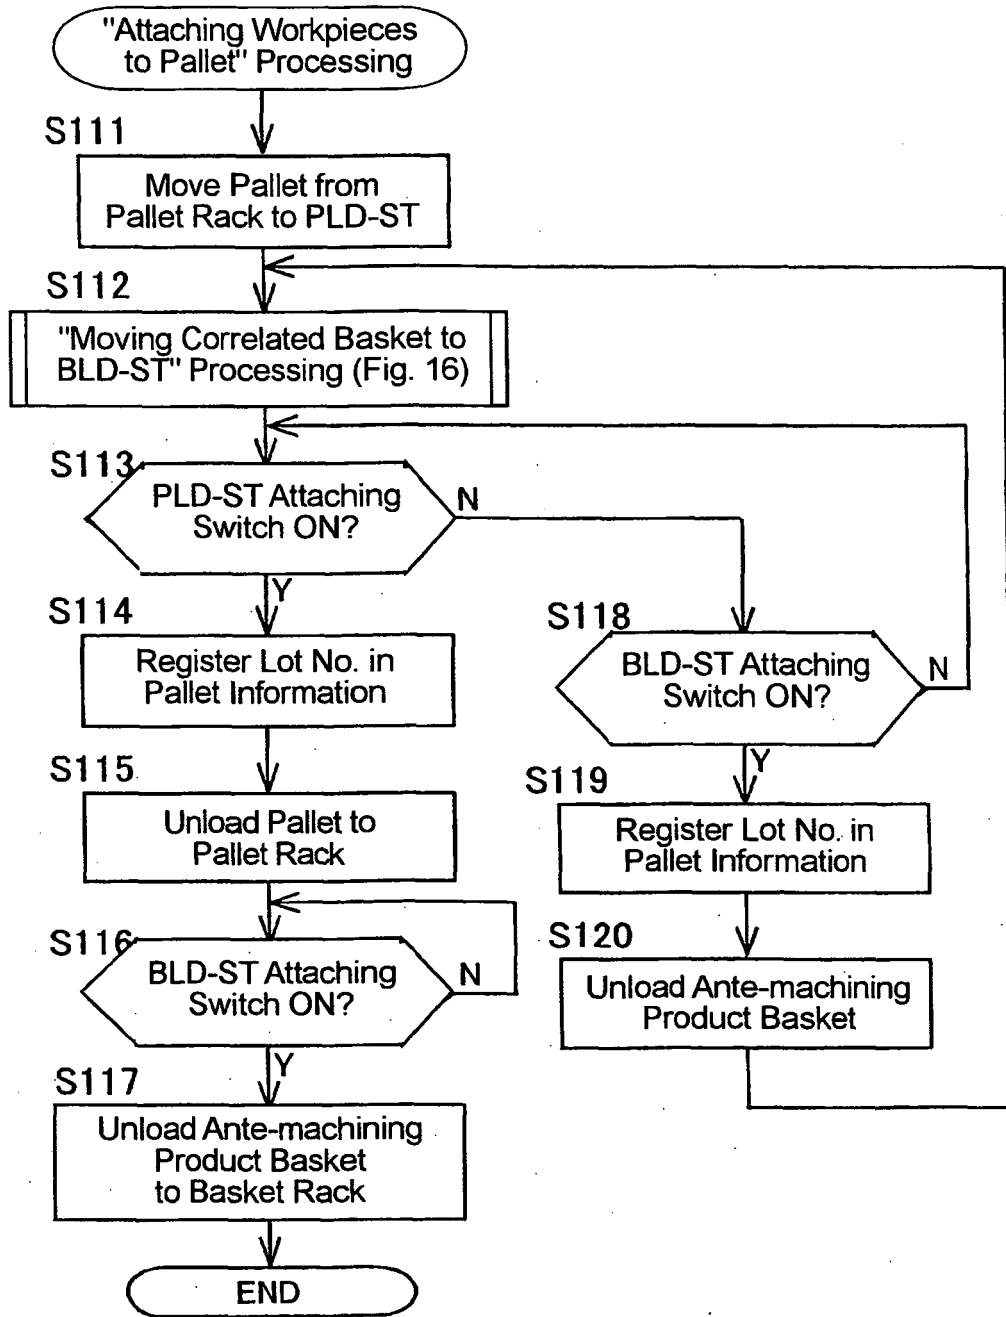 "Attaching Workpieces
to Pallet" Processing
S111
Move Pallet from
Pallet Rack to PLD-ST
S112
"Moving Correlated Basket to
BLD-ST" Processing (Fig. 16)
S113
PLD-ST Attaching
Switch ON?
N
Y
S114
Register Lot No. in
Pallet Information
S115
Unload Pallet to
Pallet Rack
S116
BLD-ST Attaching
Switch ON?
N
Y
S117
Unload Ante-machining
Product Basket
to Basket Rack
END
S118
BLD-ST Attaching
Switch ON?
N
Y
S119
Register Lot No. in
Pallet Information
S120
Unload Ante-machining
Product Basket